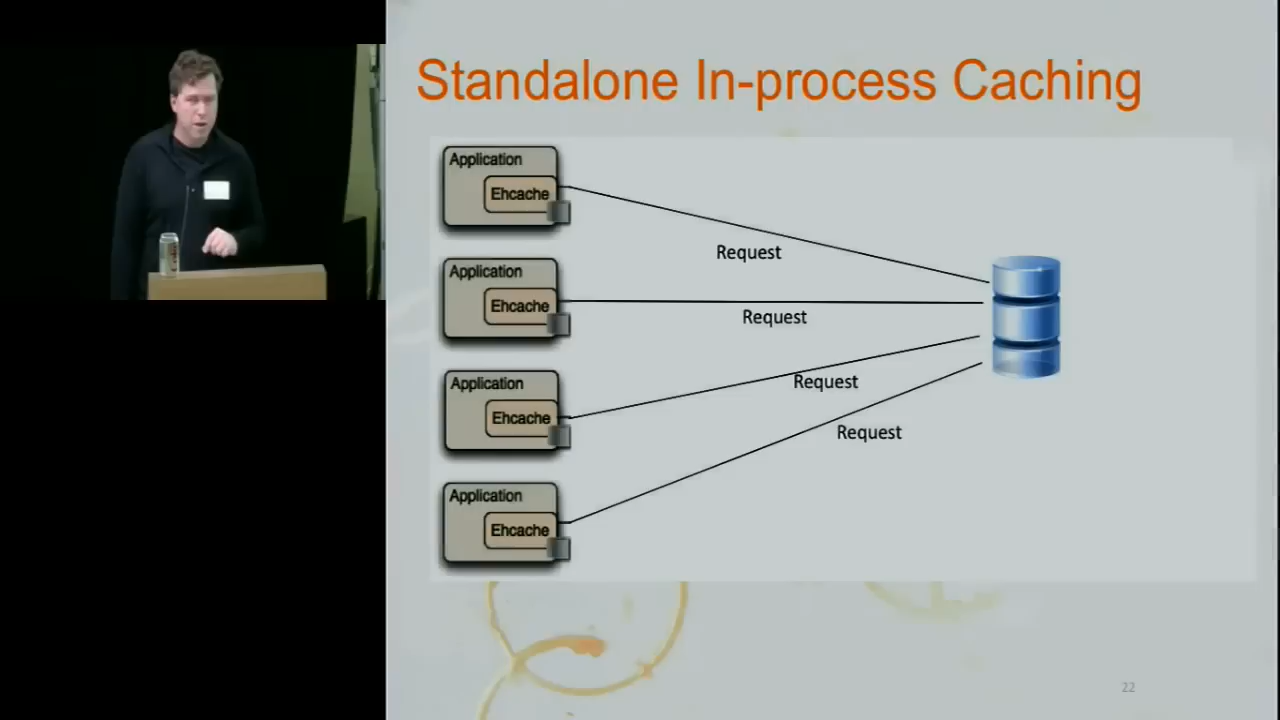 Standalone In-process Caching
Application
Ehcache
Request
Application
Ehcache
Request
Application
Ehcache
Request
Application
Ehcache
Request
22